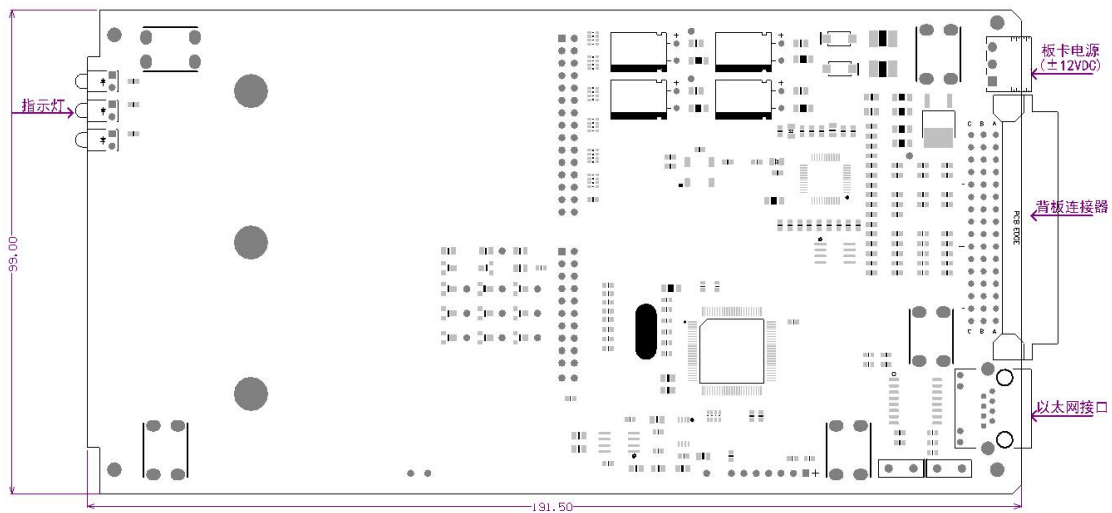 板卡电源
(±12VDC)
指示灯
C B A
背板连接器
PCB EDGE
99.00
C B A
以太网接口
191.50